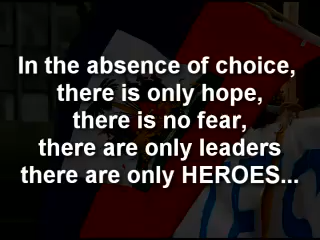 In the absence of choice,
there is only hope,
there is no fear,
there are only leaders
there are only HEROES...